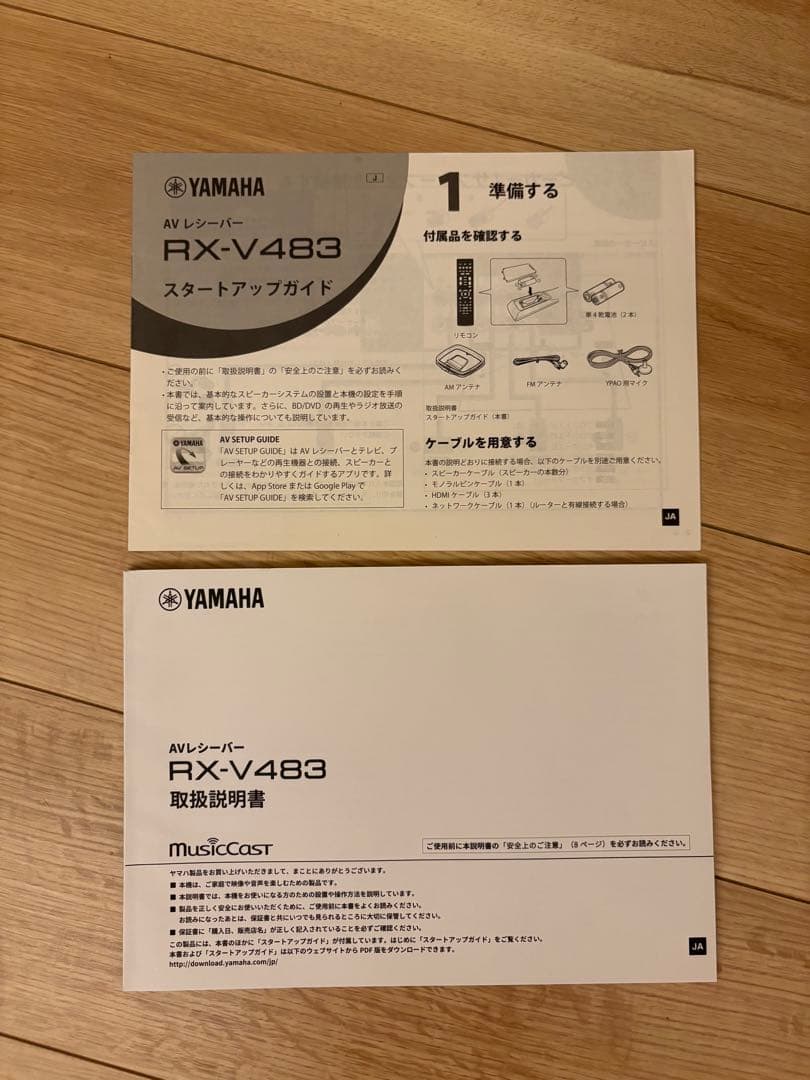 YAMAHA
J
AV レシーバー
RX-V483
スタートアップガイド
・ご使用の前に「取扱説明書」の「安全上のご注意」を必ずお読みく
ださい。
・本書では、基本的なスピーカーシステムの設置と本機の設定を手順
に沿って案内しています。さらに、BD/DVD の再生やラジオ放送の
受信など、基本的な操作についても説明しています。
YAMAHA
AV SETUP
AV SETUP GUIDE
「AV SETUP GUIDE」は AV レシーバーとテレビ、プ
レーヤーなどの再生機器との接続、スピーカーと
の接続をわかりやすくガイドするアプリです。詳
しくは、App Store または Google Play で
「AV SETUP GUIDE」を検索してください。
1 準備する
付属品を確認する
リモコン
単 4 乾電池（2 本）
AM アンテナ
FM アンテナ
YPAO 用マイク
取扱説明書
スタートアップガイド（本書）
ケーブルを用意する
本書の説明どおりに接続する場合、以下のケーブルを別途ご用意ください。
・ スピーカーケーブル（スピーカーの本数分）
・ モノラルピンケーブル（1 本）
・ HDMI ケーブル（3 本）
・ ネットワークケーブル（1 本）（ルーターと有線接続する場合）
JA
YAMAHA
AVレシーバー
RX-V483
取扱説明書
MusicCast
ご使用前に本説明書の「安全上のご注意」（8 ページ）を必ずお読みください。
ヤマハ製品をお買い上げいただきまして、まことにありがとうございます。
■ 本機は、ご家庭で映像や音声を楽しむための製品です。
■ 本説明書では、本機をお使いになる方のための設置や操作方法を説明しています。
■ 製品を正しく安全にお使いいただくために、ご使用前に本書をよくお読みください。
お読みになったあとは、保証書と共にいつでも見られるところに大切に保管してください。
■ 保証書に「購入日、販売店名」が正しく記入されていることを必ずご確認ください。
この製品には、本書のほかに「スタートアップガイド」が付属しています。はじめに「スタートアップガイド」をご覧ください。
本書および「スタートアップガイド」は以下のウェブサイトから PDF 版をダウンロードできます。
http://download.yamaha.com/jp/
JA